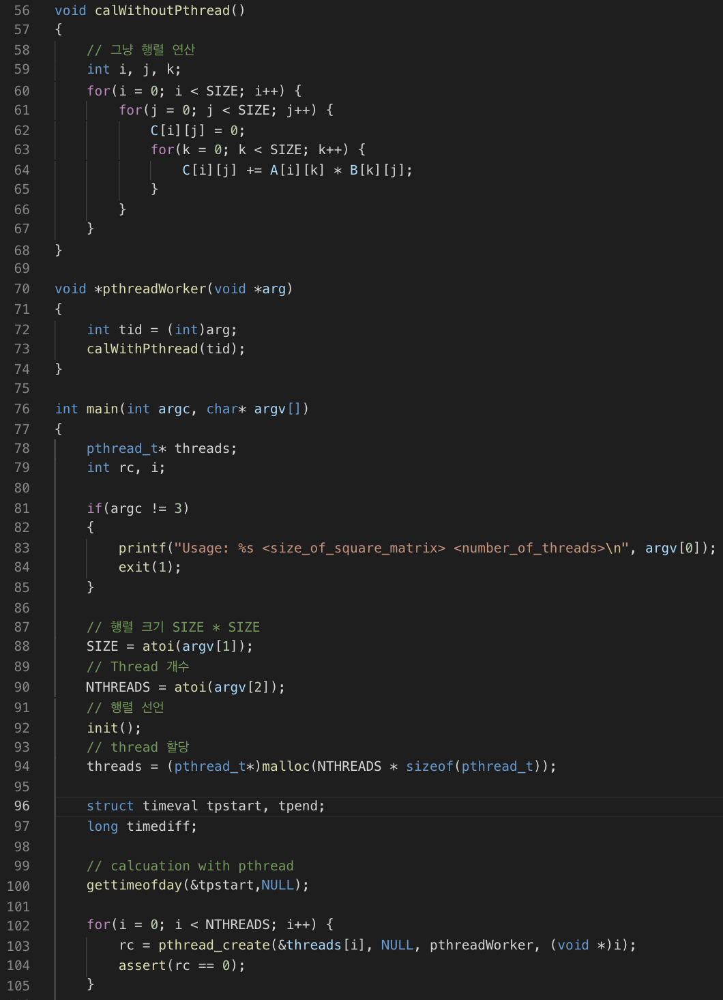 56 void calWithoutPthread()
57 {
58     // 그냥 행렬 연산
59     int i, j, k;
60     for(i = 0; i < SIZE; i++) {
61         for(j = 0; j < SIZE; j++) {
62             C[i][j] = 0;
63             for(k = 0; k < SIZE; k++) {
64                 C[i][j] += A[i][k] * B[k][j];
65             }
66         }
67     }
68 }
69
70 void *pthreadWorker(void *arg)
71 {
72     int tid = (int)arg;
73     calWithPthread(tid);
74 }
75
76 int main(int argc, char* argv[])
77 {
78     pthread_t* threads;
79     int rc, i;
80
81     if(argc != 3)
82     {
83         printf("Usage: %s <size_of_square_matrix> <number_of_threads>\n", argv[0]);
84         exit(1);
85     }
86
87     // 행렬 크기 SIZE * SIZE
88     SIZE = atoi(argv[1]);
89     // Thread 개수
90     NTHREADS = atoi(argv[2]);
91     // 행렬 선언
92     init();
93     // thread 할당
94     threads = (pthread_t*)malloc(NTHREADS * sizeof(pthread_t));
95
96     struct timeval tpstart, tpend;
97     long timediff;
98
99     // calcuation with pthread
100     gettimeofday(&tpstart,NULL);
101
102     for(i = 0; i < NTHREADS; i++) {
103         rc = pthread_create(&threads[i], NULL, pthreadWorker, (void *)i);
104         assert(rc == 0);
105     }